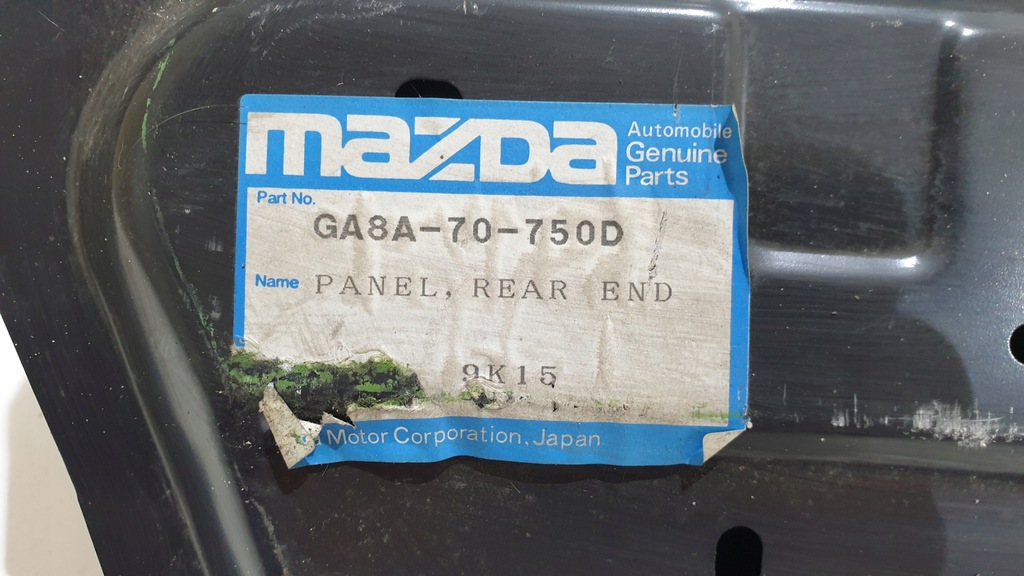 mazda
Automobile
Genuine
Parts
Part No.
GA8A-70-750D
Name PANEL, REAR END
9K15
Motor Corporation, Japan